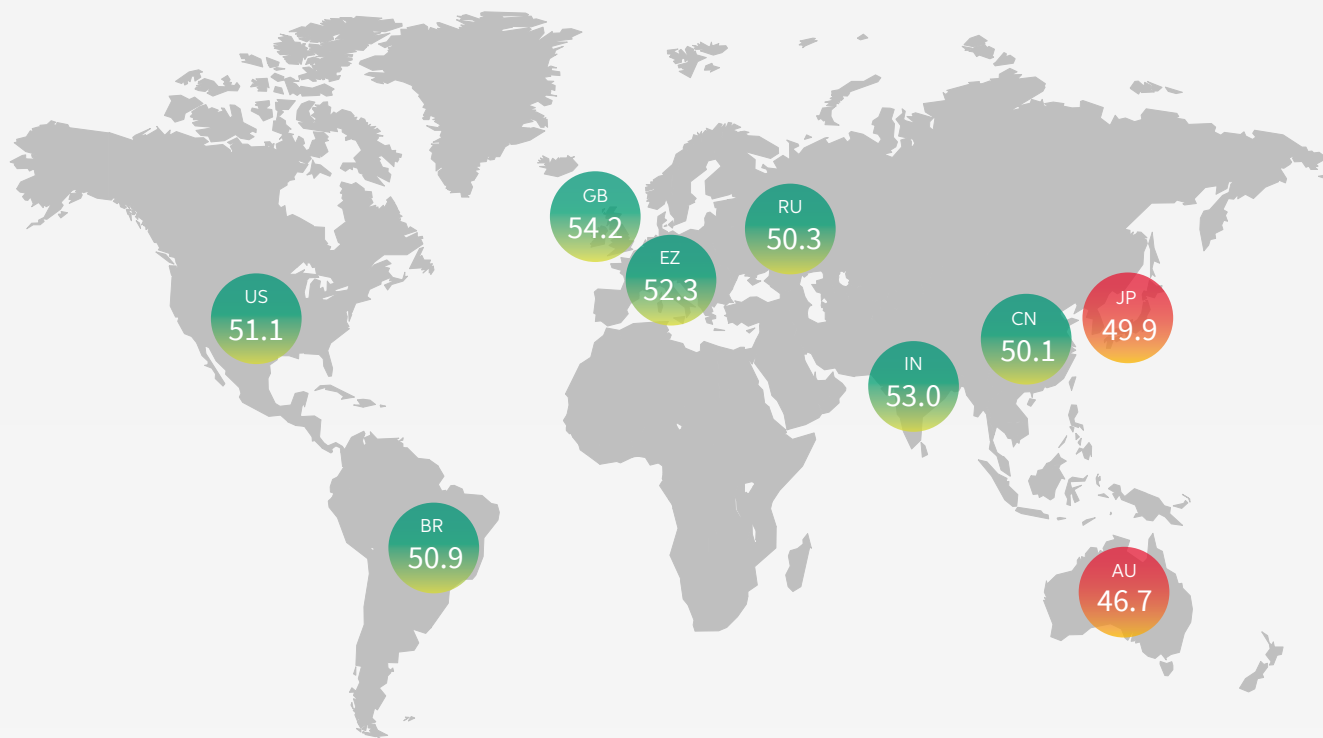 GB
54.2
RU
50.3
EZ
52.3
US
51.1
JP
49.9
CN
50.1
IN
53.0
BR
50.9
AU
46.7